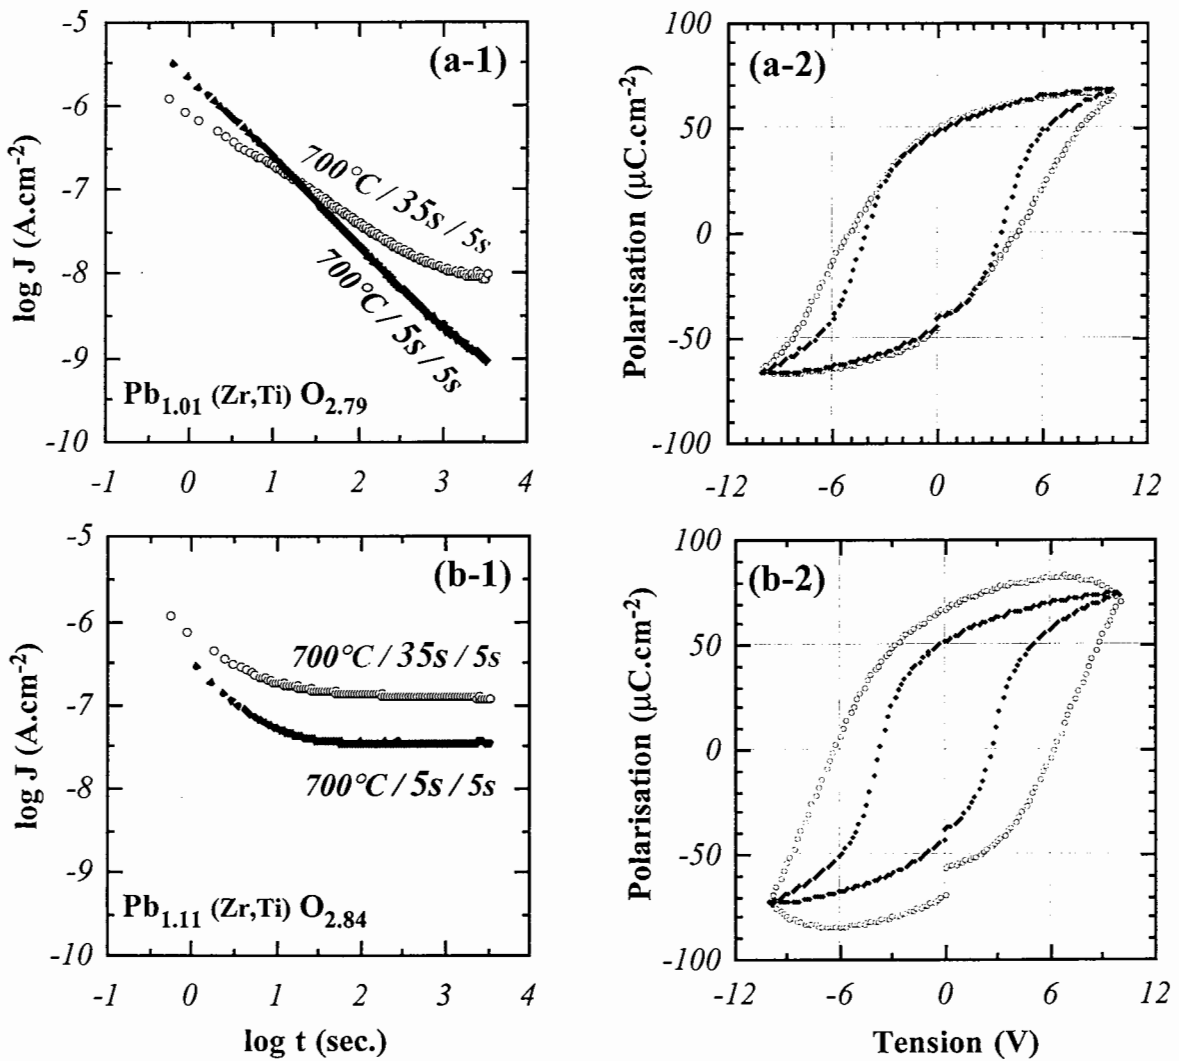 (a-1)
log J (A.cm-2)
-5
-6
-7
-8
-9
-10
700°C / 35s / 5s
700°C / 5s / 5s
Pb1.01 (Zr,Ti) O2.79
-1 0 1 2 3 4
(a-2)
Polarisation (μC.cm-2)
100
50
0
-50
-100
-12 -6 0 6 12
(b-1)
log J (A.cm-2)
-5
-6
-7
-8
-9
-10
700°C / 35s / 5s
700°C / 5s / 5s
Pb1.11 (Zr,Ti) O2.84
-1 0 1 2 3 4
log t (sec.)
(b-2)
Polarisation (μC.cm-2)
100
50
0
-50
-100
-12 -6 0 6 12
Tension (V)